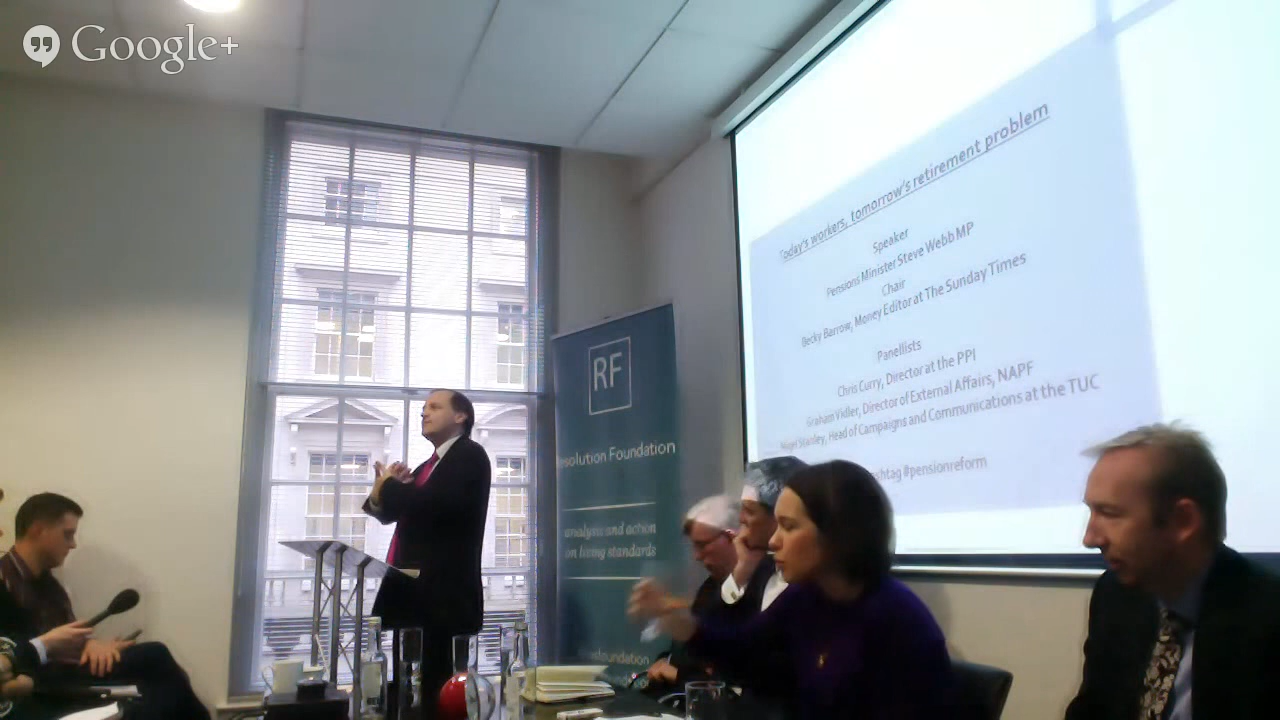 Google+
Today's workers, tomorrow's retirement problem
Speaker
Pensions Minister Steve Webb MP
Chair
Becky Barrow, Money Editor at The Sunday Times
Panellists
Chris Curry, Director at the PPI
Graham Vidler, Director of External Affairs, NAPF
Nigel Stanley, Head of Campaigns and Communications at the TUC
#pensionreform
RF
Resolution Foundation
analysis and action
on living standards